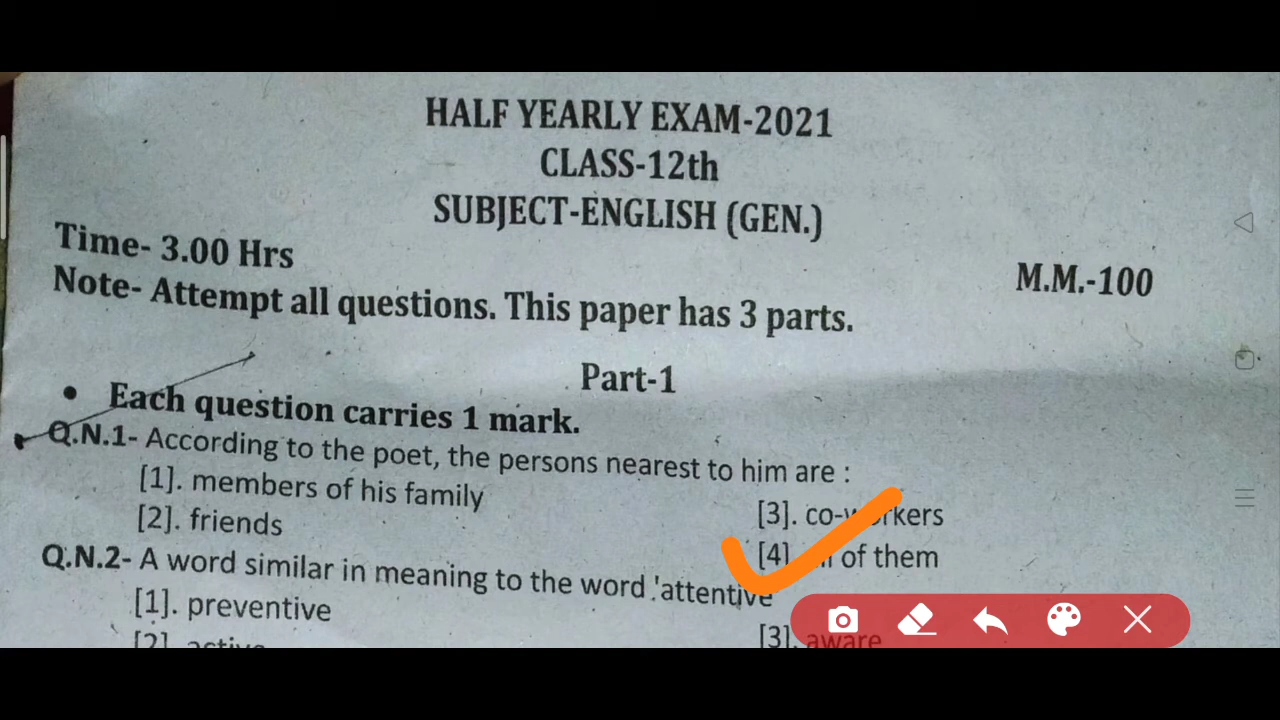 HALF YEARLY EXAM-2021
CLASS-12th
SUBJECT-ENGLISH (GEN.)
Time- 3.00 Hrs
M.M.-100
Note- Attempt all questions. This paper has 3 parts.
Part-1
• Each question carries 1 mark.
Q.N.1- According to the poet, the persons nearest to him are :
[1]. members of his family
[2]. friends
[3]. co-workers
[4] of them
Q.N.2- A word similar in meaning to the word 'attentive
[1]. preventive
[2]. active
[3]. aware